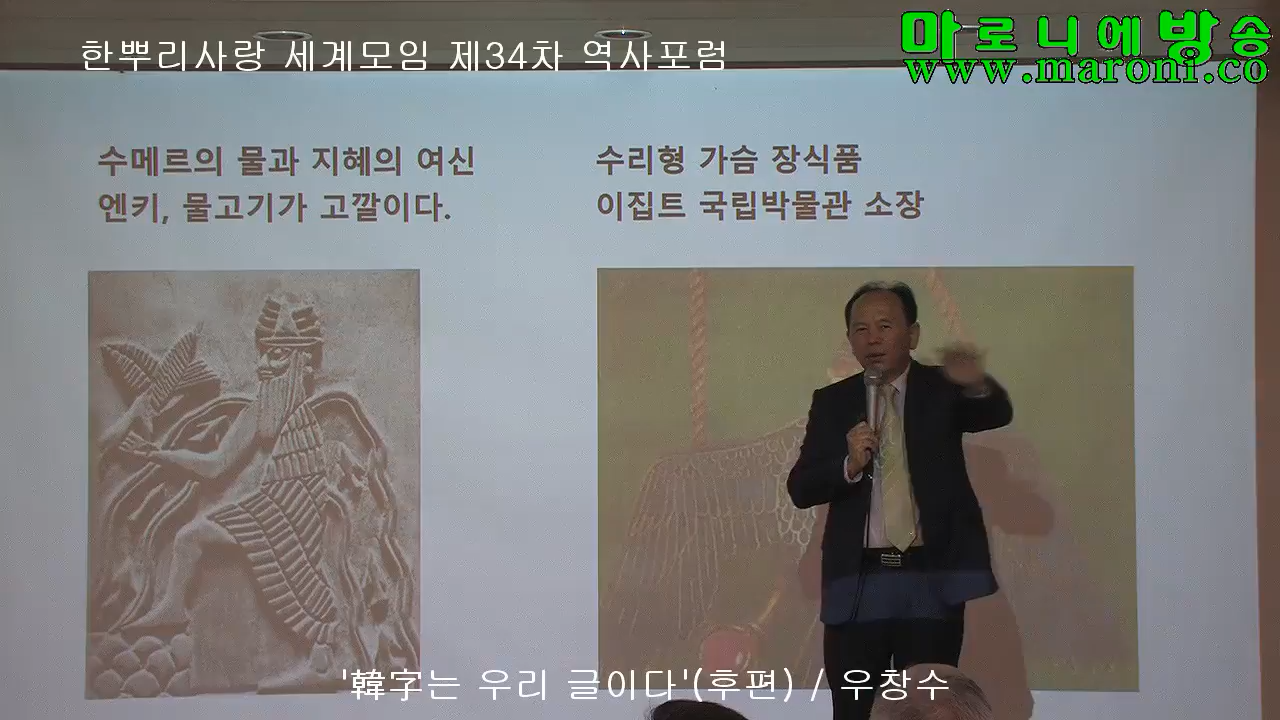 한뿌리사랑 세계모임 제34차 역사포럼
마로니에방송
www.maroni.co
수메르의 물과 지혜의 여신
엔키, 물고기가 고깔이다.
수리형 가슴 장식품
이집트 국립박물관 소장
'韓字는 우리 글이다'(후편) / 우창수